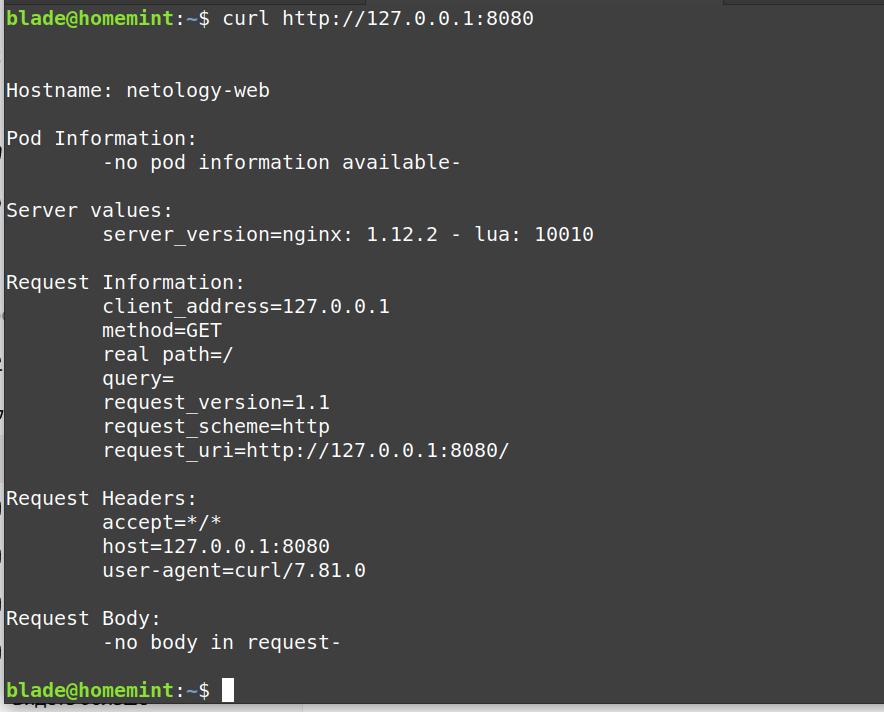 blade@homemint:~$ curl http://127.0.0.1:8080
Hostname: netology-web
Pod Information:
-no pod information available-
Server values:
server_version=nginx: 1.12.2 - lua: 10010
Request Information:
client_address=127.0.0.1
method=GET
real path=/
query=
request_version=1.1
request_scheme=http
request_uri=http://127.0.0.1:8080/
Request Headers:
accept=*/*
host=127.0.0.1:8080
user-agent=curl/7.81.0
Request Body:
-no body in request-
blade@homemint:~$